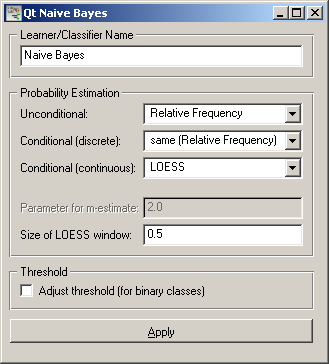 Qt Naive Bayes
Learner/Classifier Name
Naive Bayes
Probability Estimation
Unconditional: Relative Frequency
Conditional (discrete): same (Relative Frequency)
Conditional (continuous): LOESS
Parameter for m-estimate: 2.0
Size of LOESS window: 0.5
Threshold
Adjust threshold (for binary classes)
Apply